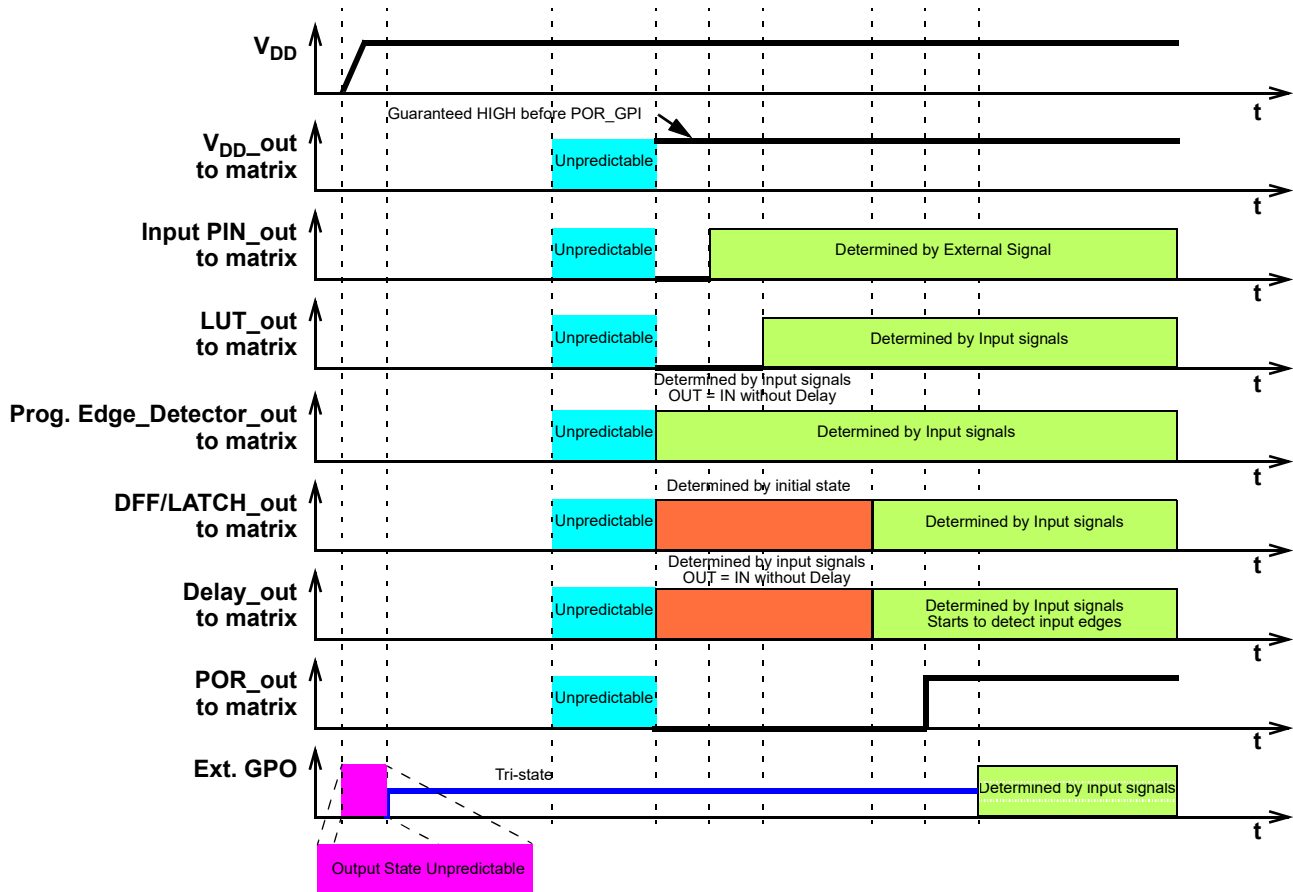 VDD
t
Guaranteed HIGH before POR_GPI
VDD_out
to matrix
Unpredictable
t
Input PIN_out
to matrix
Unpredictable
Determined by External Signal
t
LUT_out
to matrix
Unpredictable
Determined by Input signals
t
Determined by input signals
OUT = IN without Delay
Prog. Edge_Detector_out
to matrix
Unpredictable
Determined by Input signals
t
Determined by initial state
DFF/LATCH_out
to matrix
Unpredictable
Determined by Input signals
t
Determined by input signals
OUT = IN without Delay
Delay_out
to matrix
Unpredictable
Determined by Input signals
Starts to detect input edges
t
POR_out
to matrix
Unpredictable
t
Ext. GPO
Tri-state
Determined by input signals
t
Output State Unpredictable